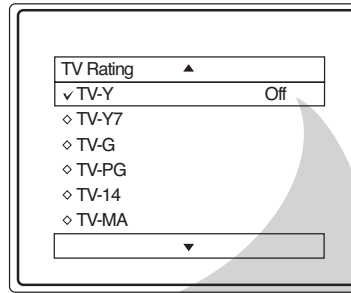 TV Rating
TV-Y Off
TV-Y7
TV-G
TV-PG
TV-14
TV-MA